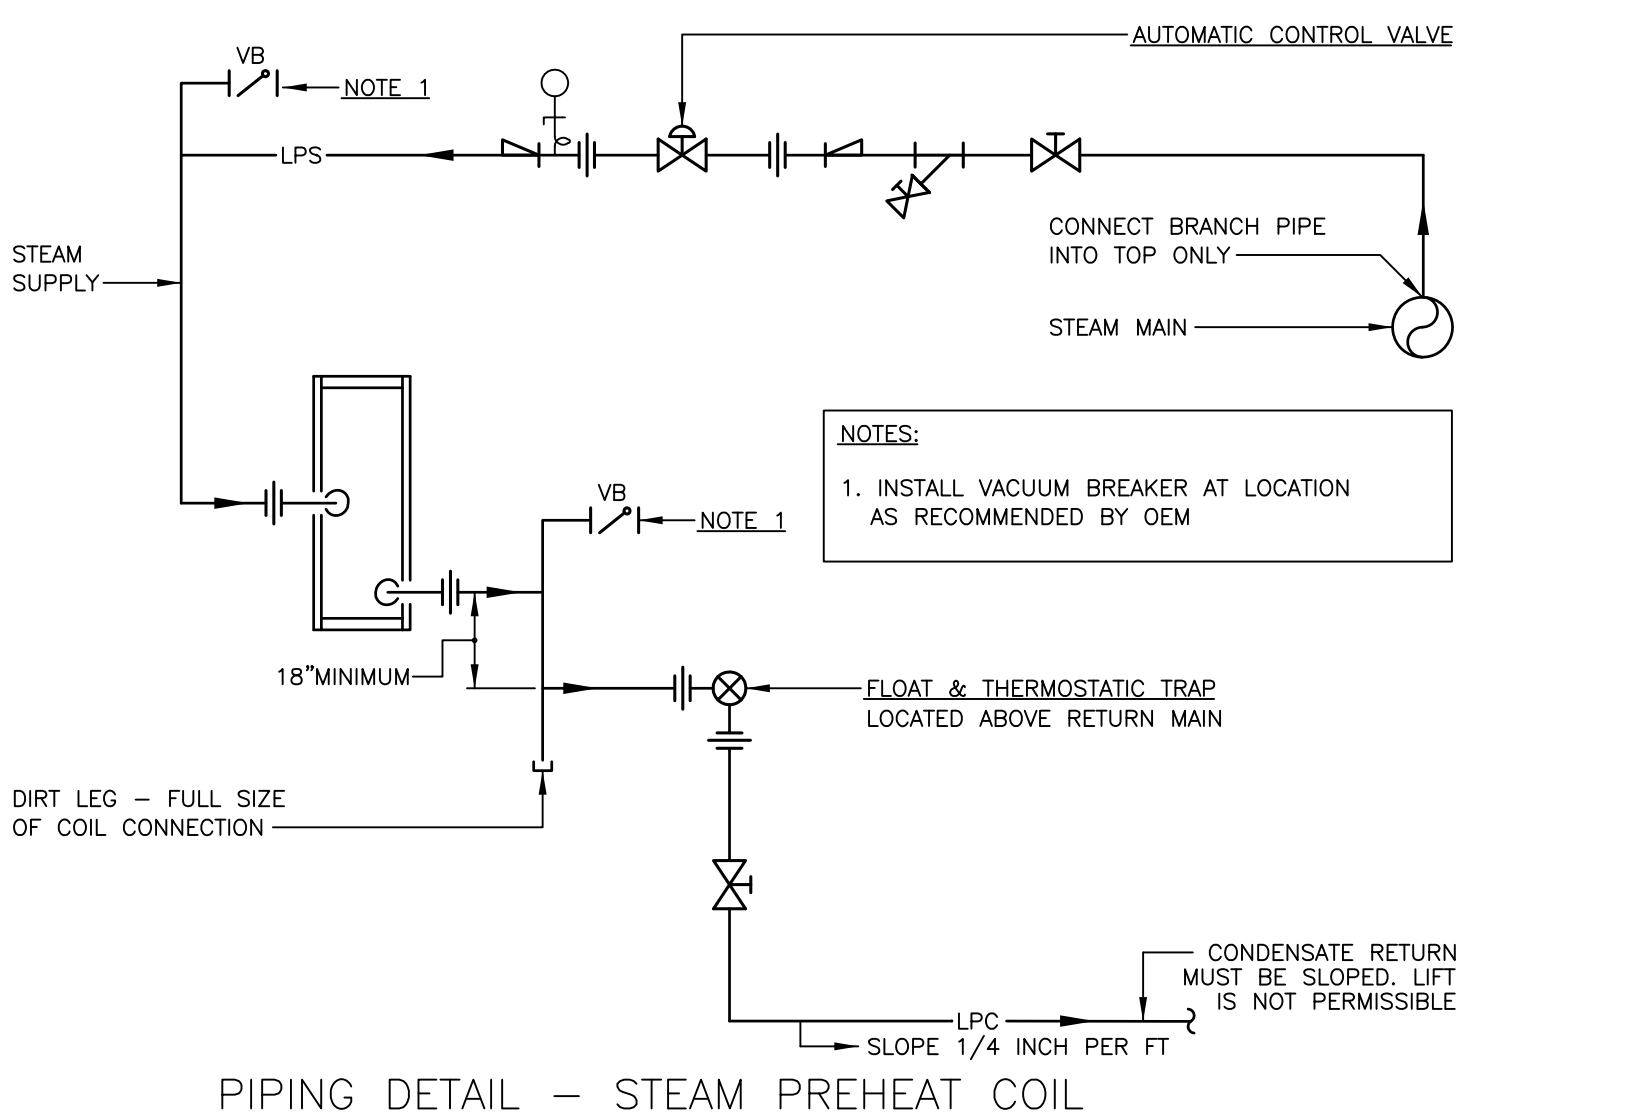 AUTOMATIC CONTROL VALVE
VB
NOTE 1
LPS
CONNECT BRANCH PIPE
INTO TOP ONLY
STEAM
SUPPLY
STEAM MAIN
NOTES:
1. INSTALL VACUUM BREAKER AT LOCATION
AS RECOMMENDED BY OEM
VB
NOTE 1
18"MINIMUM
FLOAT & THERMOSTATIC TRAP
LOCATED ABOVE RETURN MAIN
DIRT LEG – FULL SIZE
OF COIL CONNECTION
CONDENSATE RETURN
MUST BE SLOPED. LIFT
IS NOT PERMISSIBLE
LPC
SLOPE 1/4 INCH PER FT
PIPING DETAIL – STEAM PREHEAT COIL